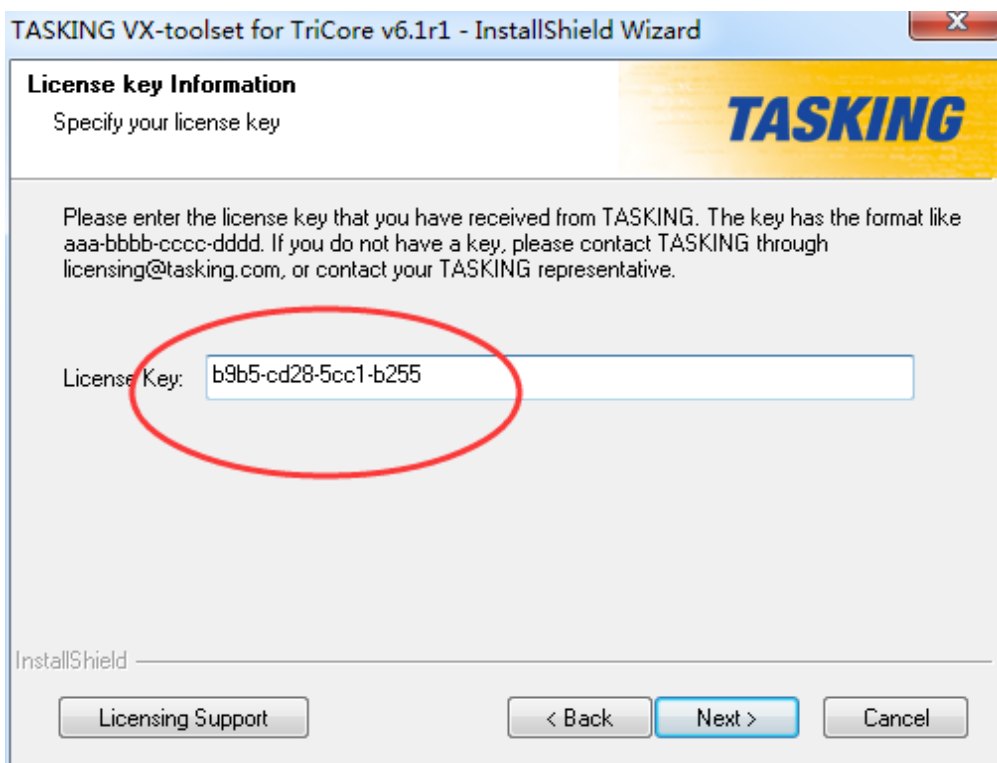 TASKING VX-toolset for TriCore v6.1r1 - InstallShield Wizard
License key Information
Specify your license key
TASKING
Please enter the license key that you have received from TASKING. The key has the format like
aaa-bbbb-cccc-dddd. If you do not have a key, please contact TASKING through
licensing@tasking.com, or contact your TASKING representative.
License Key: b9b5-cd28-5cc1-b255
InstallShield
Licensing Support < Back Next > Cancel